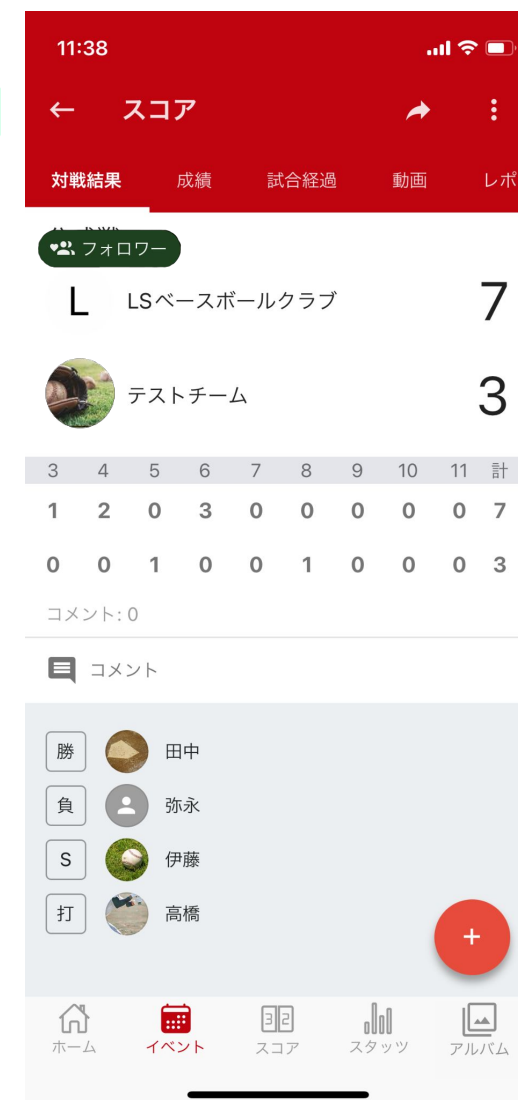 11:38
スコア
対戦結果 成績 試合経過 動画 レポ
フォロワー
L LSベースボールクラブ 7
テストチーム 3
3 4 5 6 7 8 9 10 11 計
1 2 0 3 0 0 0 0 0 7
0 0 1 0 0 1 0 0 0 3
コメント: 0
コメント
勝 田中
負 弥永
S 伊藤
打 高橋
+
ホーム イベント スコア スタッツ アルバム